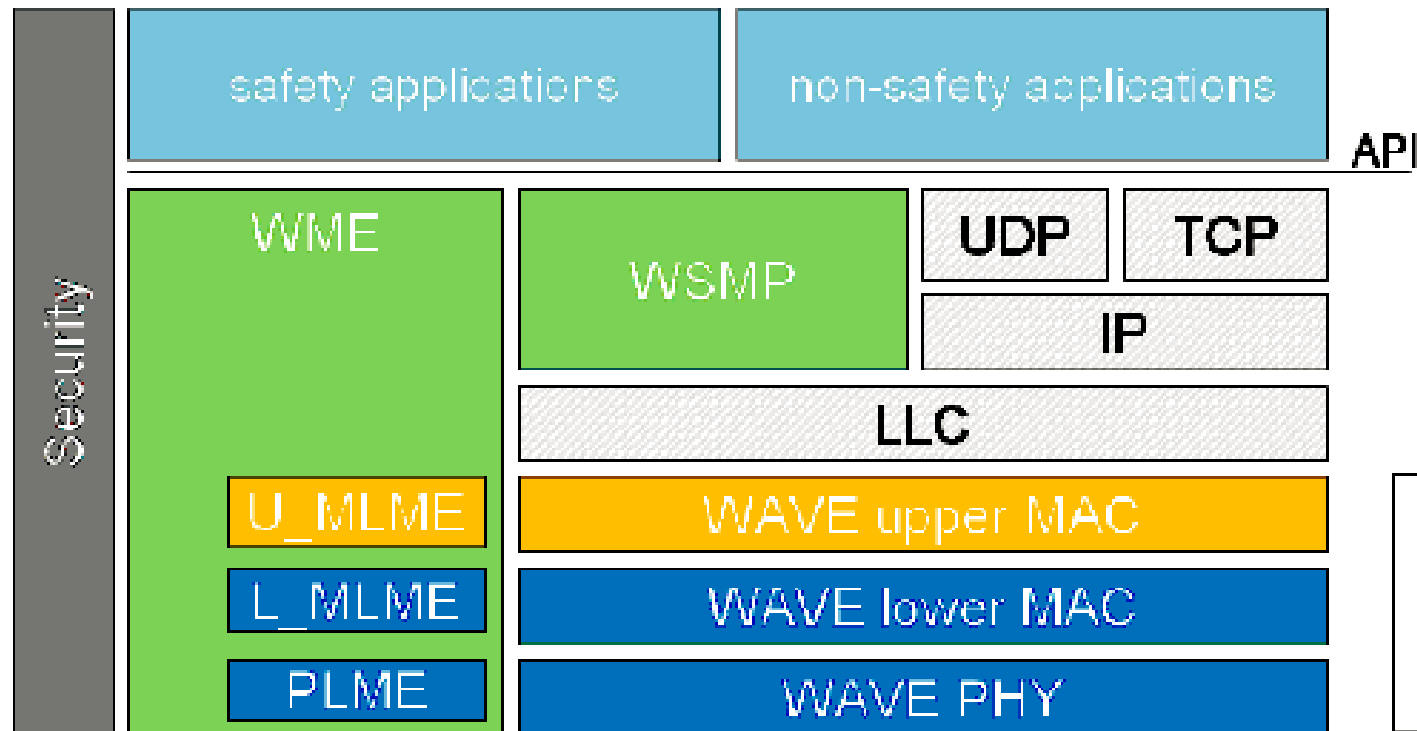 safety applications
non-safety applications
API
Security
WME
WSMP
UDP
TCP
IP
LLC
U_MLME
WAVE upper MAC
L_MLME
WAVE lower MAC
PLME
WAVE PHY